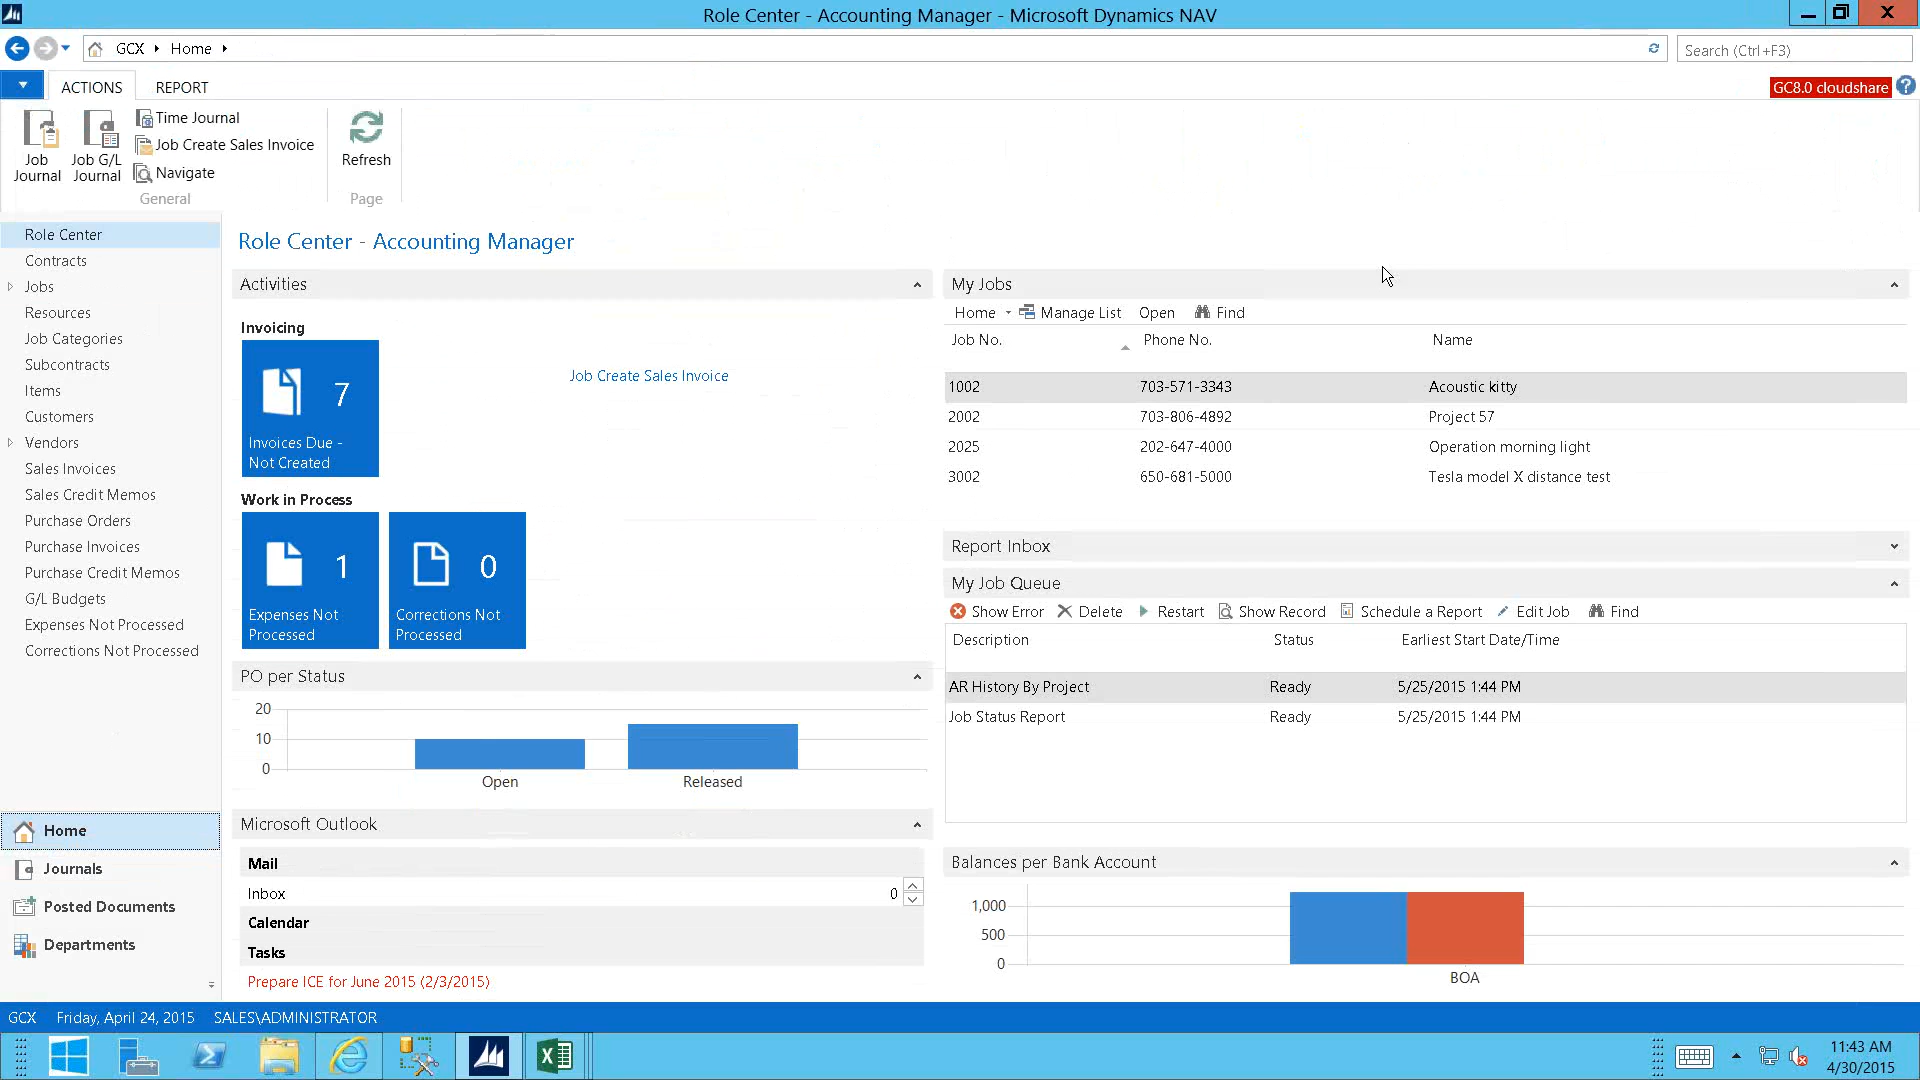 Role Center - Accounting Manager - Microsoft Dynamics NAV
GCX Home
Search (Ctrl+F3)
ACTIONS REPORT
GC8.0 cloudshare
Job Journal
Job G/L Journal
Time Journal
Job Create Sales Invoice
Navigate
General
Refresh
Page
Role Center
Contracts
Jobs
Resources
Job Categories
Subcontracts
Items
Customers
Vendors
Sales Invoices
Sales Credit Memos
Purchase Orders
Purchase Invoices
Purchase Credit Memos
G/L Budgets
Expenses Not Processed
Corrections Not Processed
Home
Journals
Posted Documents
Departments
Role Center - Accounting Manager
Activities
Invoicing
7
Invoices Due -
Not Created
Job Create Sales Invoice
Work in Process
1
Expenses Not
Processed
0
Corrections Not
Processed
PO per Status
20
10
0
Open Released
Microsoft Outlook
Mail
Inbox 0
Calendar
Tasks
Prepare ICE for June 2015 (2/3/2015)
My Jobs
Home Manage List Open Find
Job No. Phone No. Name
1002 703-571-3343 Acoustic kitty
2002 703-806-4892 Project 57
2025 202-647-4000 Operation morning light
3002 650-681-5000 Tesla model X distance test
Report Inbox
My Job Queue
Show Error Delete Restart Show Record Schedule a Report Edit Job Find
Description Status Earliest Start Date/Time
AR History By Project Ready 5/25/2015 1:44 PM
Job Status Report Ready 5/25/2015 1:44 PM
Balances per Bank Account
1,000
500
0
BOA
GCX Friday, April 24, 2015 SALES\ADMINISTRATOR
11:43 AM
4/30/2015